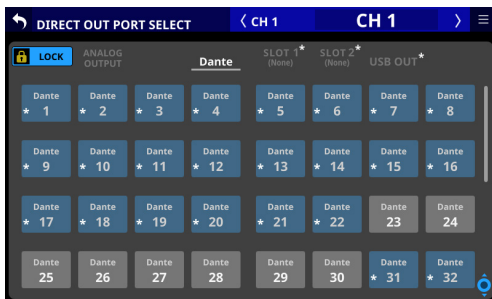 DIRECT OUT PORT SELECT CH 1 CH 1
LOCK ANALOG OUTPUT Dante SLOT 1* (None) SLOT 2* (None) USB OUT*
Dante Dante Dante Dante Dante Dante Dante Dante
* 1 * 2 * 3 * 4 * 5 * 6 * 7 * 8
Dante Dante Dante Dante Dante Dante Dante Dante
* 9 * 10 * 11 * 12 * 13 * 14 * 15 * 16
Dante Dante Dante Dante Dante Dante Dante Dante
* 17 * 18 * 19 * 20 * 21 * 22 23 24
Dante Dante Dante Dante Dante Dante Dante Dante
25 26 27 28 29 30 * 31 * 32